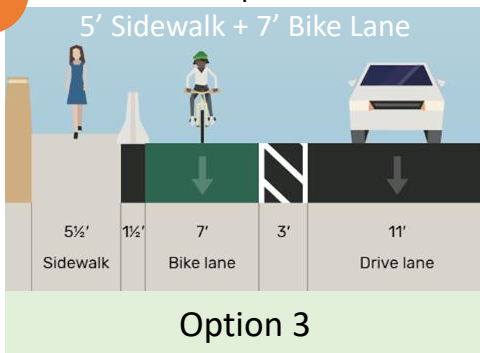 5’ Sidewalk + 7’ Bike Lane
5½’ 1½’ 7’ 3’ 11’
Sidewalk Bike lane Drive lane
Option 3